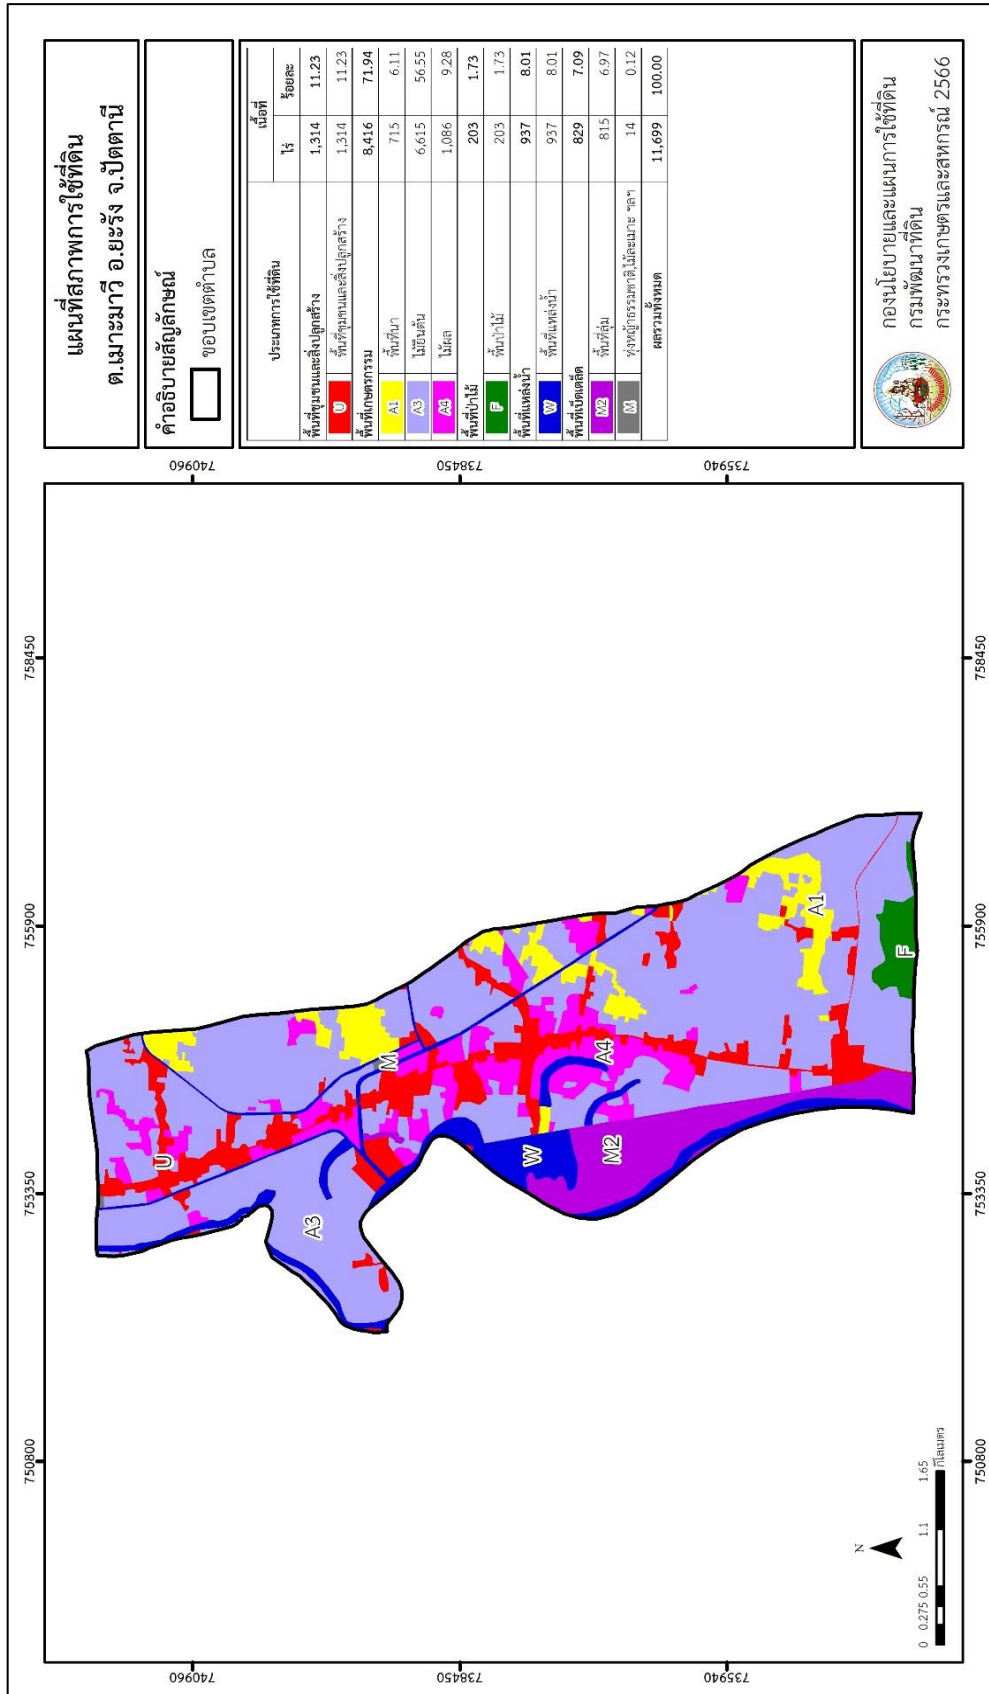 แผนที่สภาพการใช้ที่ดิน
ต.เมาะมาวี อ.ยะรัง จ.ปัตตานี
คำอธิบายสัญลักษณ์
ขอบเขตตำบล
ประเภทการใช้ที่ดิน เนื้อที่
ไร่ ร้อยละ
พื้นที่ชุมชนและสิ่งปลูกสร้าง 1,314 11.23
U พื้นที่ชุมชนและสิ่งปลูกสร้าง 1,314 11.23
พื้นที่เกษตรกรรม 8,416 71.94
A1 พื้นที่นา 715 6.11
A3 ไม้ยืนต้น 6,615 56.55
A4 ไม้ผล 1,086 9.28
พื้นที่ป่าไม้ 203 1.73
F พื้นป่าไม้ 203 1.73
พื้นที่แหล่งน้ำ 937 8.01
W พื้นที่แหล่งน้ำ 937 8.01
พื้นที่เบ็ดเตล็ด 829 7.09
M2 พื้นที่ลุ่ม 815 6.97
M ทุ่งหญ้าธรรมชาติ,ไม้ละเมาะ ฯลฯ 14 0.12
ผลรวมทั้งหมด 11,699 100.00
กองนโยบายและแผนการใช้ที่ดิน
กรมพัฒนาที่ดิน
กระทรวงเกษตรและสหกรณ์ 2566
750800 753350 755900 758450
740960 740960
738450 738450
735940 735940
750800 753350 755900 758450
U
M
A3
A4
W
M2
A1
F
N
0 0.275 0.55 1.1 1.65
กิโลเมตร